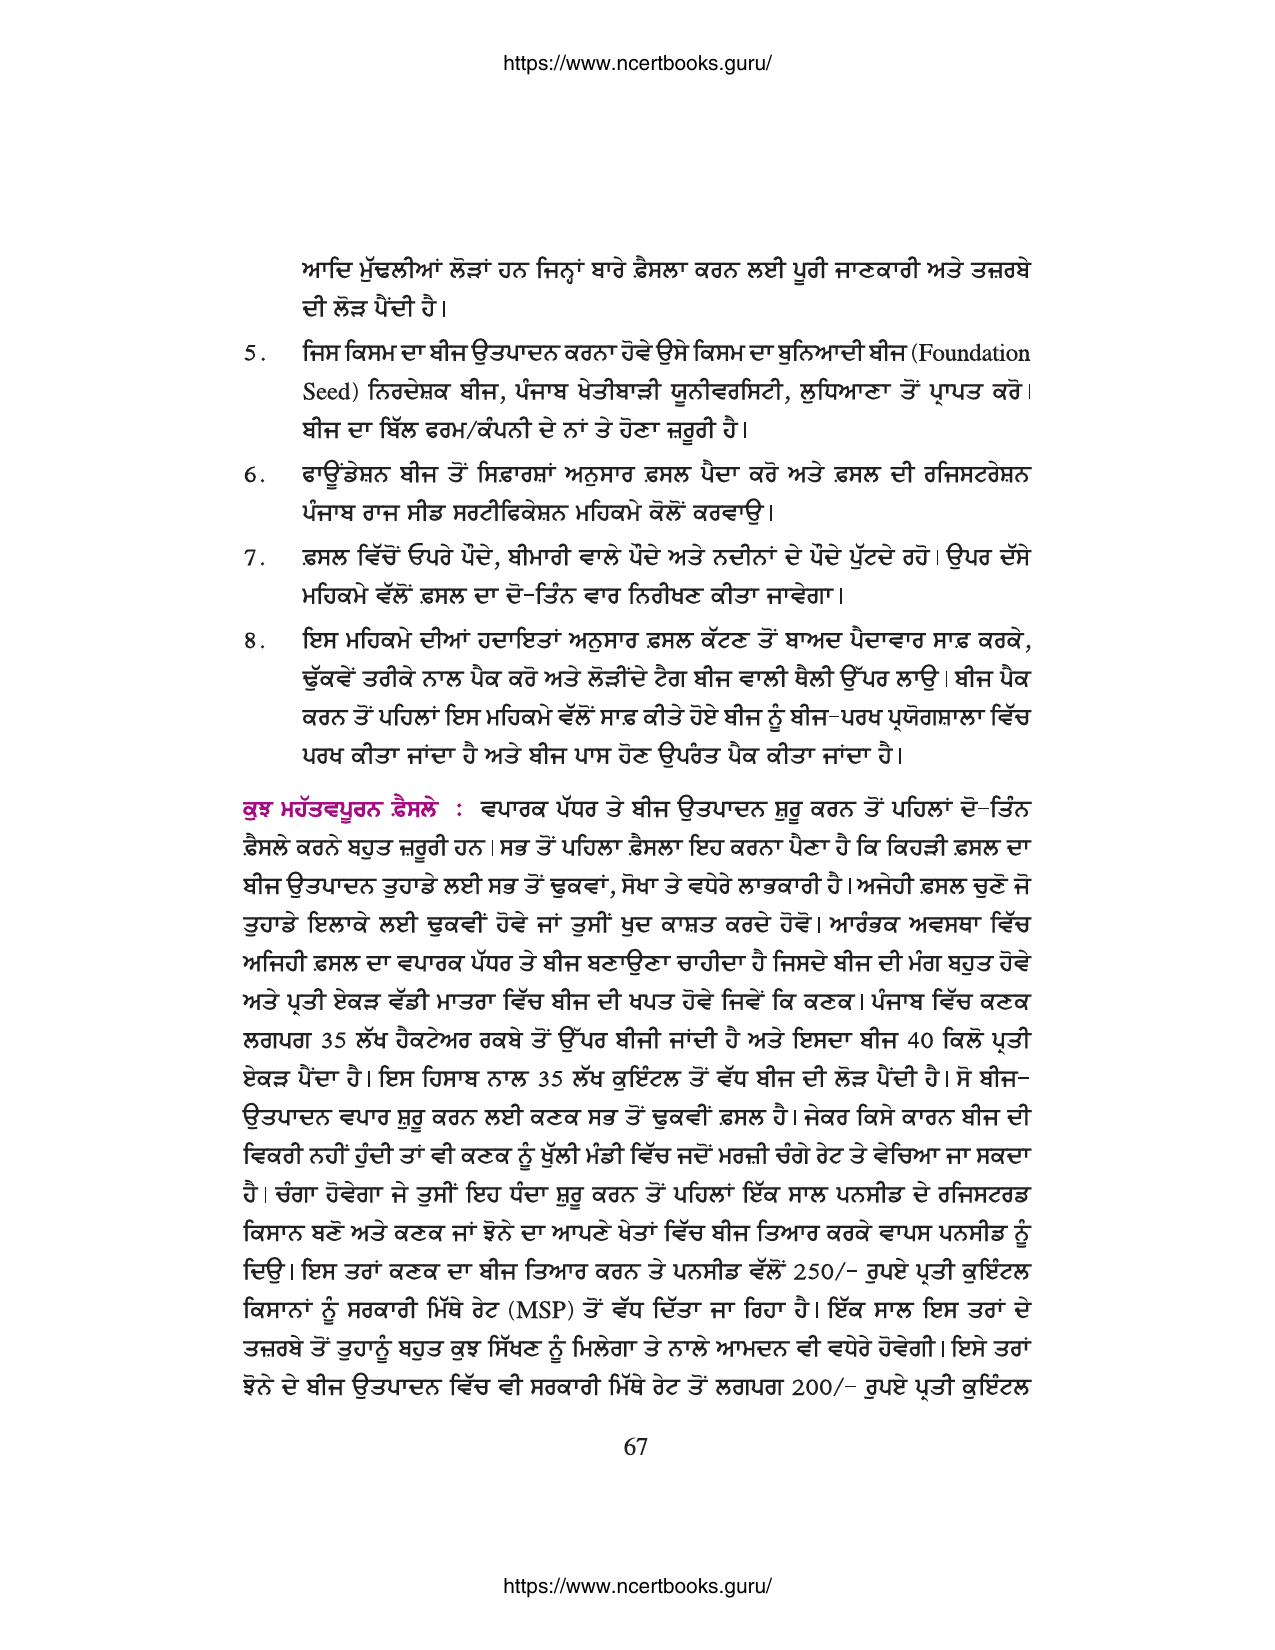 https://www.ncertbooks.guru/
ਆਦਿ ਮੁੱਢਲੀਆਂ ਲੋੜਾਂ ਹਨ ਜਿਨ੍ਹਾਂ ਬਾਰੇ ਫ਼ੈਸਲਾ ਕਰਨ ਲਈ ਪੂਰੀ ਜਾਣਕਾਰੀ ਅਤੇ ਤਜ਼ਰਬੇ
ਦੀ ਲੋੜ ਪੈਂਦੀ ਹੈ।
5. ਜਿਸ ਕਿਸਮ ਦਾ ਬੀਜ ਉਤਪਾਦਨ ਕਰਨਾ ਹੋਵੇ ਉਸੇ ਕਿਸਮ ਦਾ ਬੁਨਿਆਦੀ ਬੀਜ (Foundation
Seed) ਨਿਰਦੇਸ਼ਕ ਬੀਜ, ਪੰਜਾਬ ਖੇਤੀਬਾੜੀ ਯੂਨੀਵਰਸਿਟੀ, ਲੁਧਿਆਣਾ ਤੋਂ ਪ੍ਰਾਪਤ ਕਰੋ।
ਬੀਜ ਦਾ ਬਿੱਲ ਫਰਮ/ਕੰਪਨੀ ਦੇ ਨਾਂ ਤੇ ਹੋਣਾ ਜ਼ਰੂਰੀ ਹੈ।
6. ਫਾਊਂਡੇਸ਼ਨ ਬੀਜ ਤੋਂ ਸਿਫ਼ਾਰਸ਼ਾਂ ਅਨੁਸਾਰ ਫ਼ਸਲ ਪੈਦਾ ਕਰੋ ਅਤੇ ਫ਼ਸਲ ਦੀ ਰਜਿਸਟਰੇਸ਼ਨ
ਪੰਜਾਬ ਰਾਜ ਸੀਡ ਸਰਟੀਫਿਕੇਸ਼ਨ ਮਹਿਕਮੇ ਕੋਲੋਂ ਕਰਵਾਉ।
7. ਫ਼ਸਲ ਵਿੱਚੋਂ ਓਪਰੇ ਪੌਦੇ, ਬੀਮਾਰੀ ਵਾਲੇ ਪੌਦੇ ਅਤੇ ਨਦੀਨਾਂ ਦੇ ਪੌਦੇ ਪੁੱਟਦੇ ਰਹੋ। ਉਪਰ ਦੱਸੇ
ਮਹਿਕਮੇ ਵੱਲੋਂ ਫ਼ਸਲ ਦਾ ਦੋ-ਤਿੰਨ ਵਾਰ ਨਿਰੀਖਣ ਕੀਤਾ ਜਾਵੇਗਾ।
8. ਇਸ ਮਹਿਕਮੇ ਦੀਆਂ ਹਦਾਇਤਾਂ ਅਨੁਸਾਰ ਫ਼ਸਲ ਕੱਟਣ ਤੋਂ ਬਾਅਦ ਪੈਦਾਵਾਰ ਸਾਫ਼ ਕਰਕੇ,
ਢੁੱਕਵੇਂ ਤਰੀਕੇ ਨਾਲ ਪੈਕ ਕਰੋ ਅਤੇ ਲੋੜੀਂਦੇ ਟੈਗ ਬੀਜ ਵਾਲੀ ਥੈਲੀ ਉੱਪਰ ਲਾਉ। ਬੀਜ ਪੈਕ
ਕਰਨ ਤੋਂ ਪਹਿਲਾਂ ਇਸ ਮਹਿਕਮੇ ਵੱਲੋਂ ਸਾਫ਼ ਕੀਤੇ ਹੋਏ ਬੀਜ ਨੂੰ ਬੀਜ-ਪਰਖ ਪ੍ਰਯੋਗਸ਼ਾਲਾ ਵਿੱਚ
ਪਰਖ ਕੀਤਾ ਜਾਂਦਾ ਹੈ ਅਤੇ ਬੀਜ ਪਾਸ ਹੋਣ ਉਪਰੰਤ ਪੈਕ ਕੀਤਾ ਜਾਂਦਾ ਹੈ।
ਕੁਝ ਮਹੱਤਵਪੂਰਨ ਫ਼ੈਸਲੇ : ਵਪਾਰਕ ਪੱਧਰ ਤੇ ਬੀਜ ਉਤਪਾਦਨ ਸ਼ੁਰੂ ਕਰਨ ਤੋਂ ਪਹਿਲਾਂ ਦੋ-ਤਿੰਨ
ਫ਼ੈਸਲੇ ਕਰਨੇ ਬਹੁਤ ਜ਼ਰੂਰੀ ਹਨ। ਸਭ ਤੋਂ ਪਹਿਲਾ ਫ਼ੈਸਲਾ ਇਹ ਕਰਨਾ ਪੈਣਾ ਹੈ ਕਿ ਕਿਹੜੀ ਫ਼ਸਲ ਦਾ
ਬੀਜ ਉਤਪਾਦਨ ਤੁਹਾਡੇ ਲਈ ਸਭ ਤੋਂ ਢੁਕਵਾਂ, ਸੋਖਾ ਤੇ ਵਧੇਰੇ ਲਾਭਕਾਰੀ ਹੈ। ਅਜੇਹੀ ਫ਼ਸਲ ਚੁਣੋ ਜੋ
ਤੁਹਾਡੇ ਇਲਾਕੇ ਲਈ ਢੁਕਵੀਂ ਹੋਵੇ ਜਾਂ ਤੁਸੀਂ ਖੁਦ ਕਾਸ਼ਤ ਕਰਦੇ ਹੋਵੋ। ਆਰੰਭਕ ਅਵਸਥਾ ਵਿੱਚ
ਅਜਿਹੀ ਫ਼ਸਲ ਦਾ ਵਪਾਰਕ ਪੱਧਰ ਤੇ ਬੀਜ ਬਣਾਉਣਾ ਚਾਹੀਦਾ ਹੈ ਜਿਸਦੇ ਬੀਜ ਦੀ ਮੰਗ ਬਹੁਤ ਹੋਵੇ
ਅਤੇ ਪ੍ਰਤੀ ਏਕੜ ਵੱਡੀ ਮਾਤਰਾ ਵਿੱਚ ਬੀਜ ਦੀ ਖਪਤ ਹੋਵੇ ਜਿਵੇਂ ਕਿ ਕਣਕ। ਪੰਜਾਬ ਵਿੱਚ ਕਣਕ
ਲਗਪਗ 35 ਲੱਖ ਹੈਕਟੇਅਰ ਰਕਬੇ ਤੋਂ ਉੱਪਰ ਬੀਜੀ ਜਾਂਦੀ ਹੈ ਅਤੇ ਇਸਦਾ ਬੀਜ 40 ਕਿਲੋ ਪ੍ਰਤੀ
ਏਕੜ ਪੈਂਦਾ ਹੈ। ਇਸ ਹਿਸਾਬ ਨਾਲ 35 ਲੱਖ ਕੁਇੰਟਲ ਤੋਂ ਵੱਧ ਬੀਜ ਦੀ ਲੋੜ ਪੈਂਦੀ ਹੈ। ਸੋ ਬੀਜ-
ਉਤਪਾਦਨ ਵਪਾਰ ਸ਼ੁਰੂ ਕਰਨ ਲਈ ਕਣਕ ਸਭ ਤੋਂ ਢੁਕਵੀਂ ਫ਼ਸਲ ਹੈ। ਜੇਕਰ ਕਿਸੇ ਕਾਰਨ ਬੀਜ ਦੀ
ਵਿਕਰੀ ਨਹੀਂ ਹੁੰਦੀ ਤਾਂ ਵੀ ਕਣਕ ਨੂੰ ਖੁੱਲੀ ਮੰਡੀ ਵਿੱਚ ਜਦੋਂ ਮਰਜ਼ੀ ਚੰਗੇ ਰੇਟ ਤੇ ਵੇਚਿਆ ਜਾ ਸਕਦਾ
ਹੈ। ਚੰਗਾ ਹੋਵੇਗਾ ਜੇ ਤੁਸੀਂ ਇਹ ਧੰਦਾ ਸ਼ੁਰੂ ਕਰਨ ਤੋਂ ਪਹਿਲਾਂ ਇੱਕ ਸਾਲ ਪਨਸੀਡ ਦੇ ਰਜਿਸਟਰਡ
ਕਿਸਾਨ ਬਣੋ ਅਤੇ ਕਣਕ ਜਾਂ ਝੋਨੇ ਦਾ ਆਪਣੇ ਖੇਤਾਂ ਵਿੱਚ ਬੀਜ ਤਿਆਰ ਕਰਕੇ ਵਾਪਸ ਪਨਸੀਡ ਨੂੰ
ਦਿਉ। ਇਸ ਤਰਾਂ ਕਣਕ ਦਾ ਬੀਜ ਤਿਆਰ ਕਰਨ ਤੇ ਪਨਸੀਡ ਵੱਲੋਂ 250/- ਰੁਪਏ ਪ੍ਰਤੀ ਕੁਇੰਟਲ
ਕਿਸਾਨਾਂ ਨੂੰ ਸਰਕਾਰੀ ਮਿੱਥੇ ਰੇਟ (MSP) ਤੋਂ ਵੱਧ ਦਿੱਤਾ ਜਾ ਰਿਹਾ ਹੈ। ਇੱਕ ਸਾਲ ਇਸ ਤਰਾਂ ਦੇ
ਤਜ਼ਰਬੇ ਤੋਂ ਤੁਹਾਨੂੰ ਬਹੁਤ ਕੁਝ ਸਿੱਖਣ ਨੂੰ ਮਿਲੇਗਾ ਤੇ ਨਾਲੇ ਆਮਦਨ ਵੀ ਵਧੇਰੇ ਹੋਵੇਗੀ। ਇਸੇ ਤਰਾਂ
ਝੋਨੇ ਦੇ ਬੀਜ ਉਤਪਾਦਨ ਵਿੱਚ ਵੀ ਸਰਕਾਰੀ ਮਿੱਥੇ ਰੇਟ ਤੋਂ ਲਗਪਗ 200/- ਰੁਪਏ ਪ੍ਰਤੀ ਕੁਇੰਟਲ
67
https://www.ncertbooks.guru/